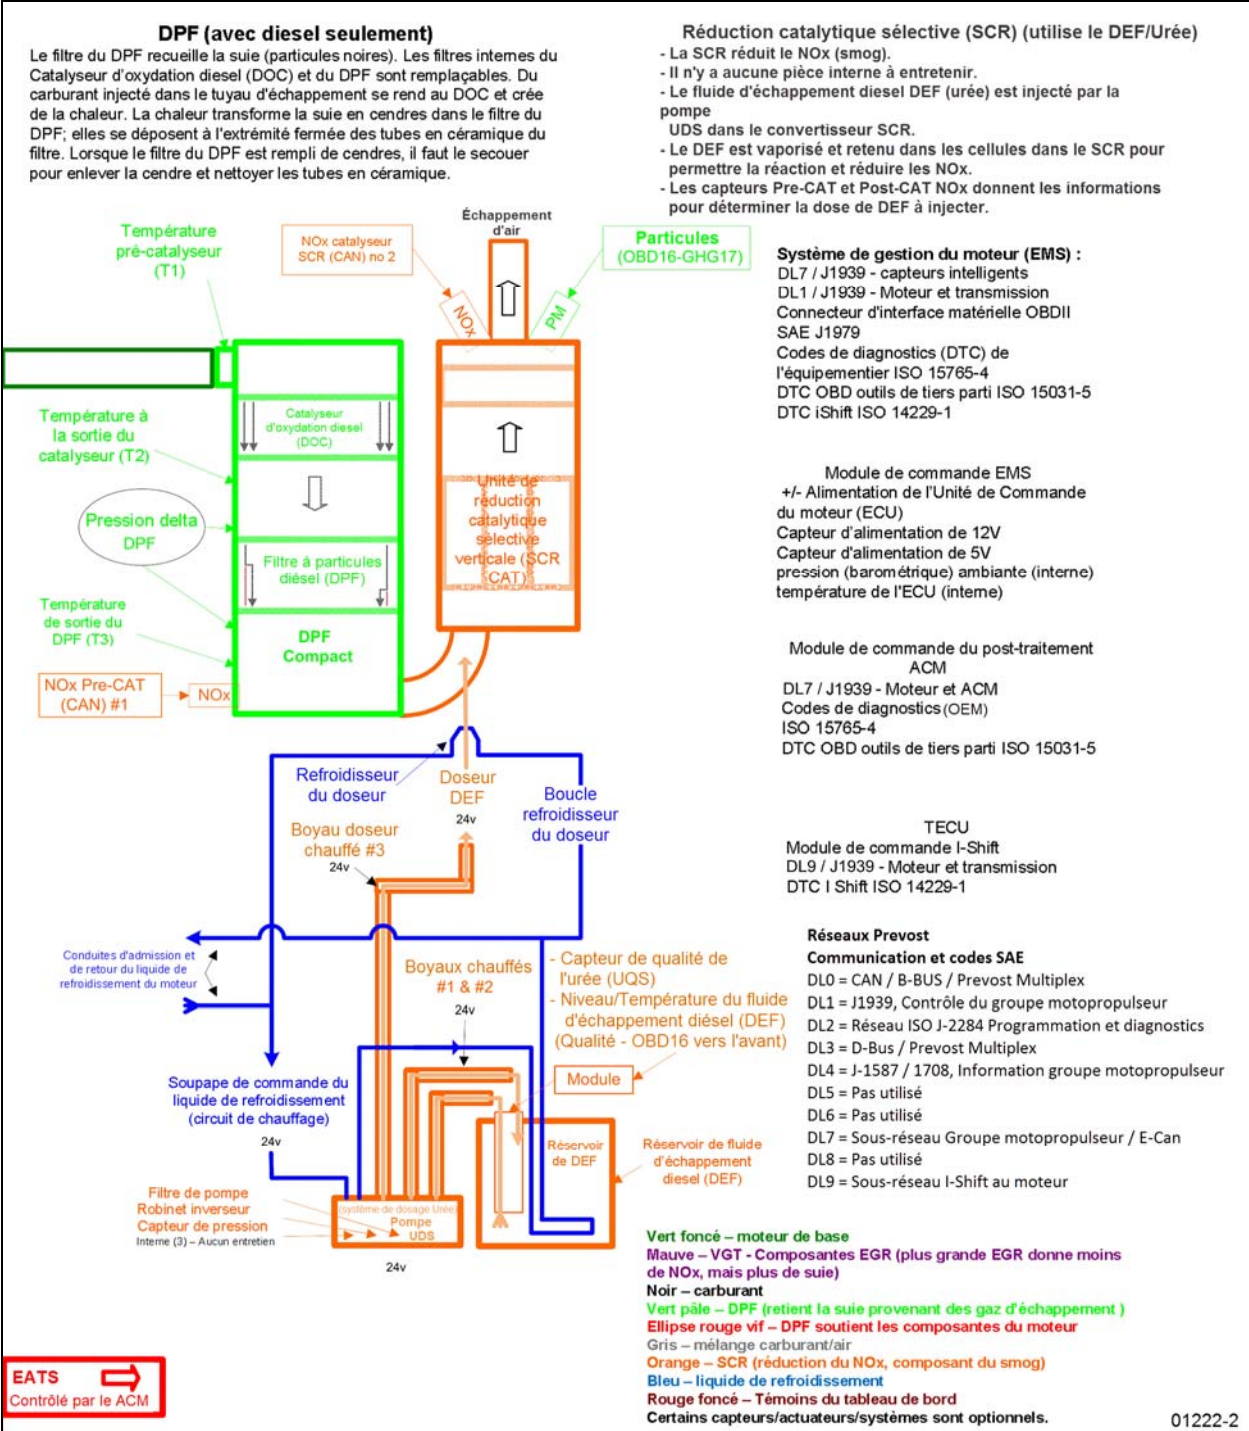 DPF (avec diesel seulement)
Le filtre du DPF recueille la suie (particules noires). Les filtres internes du
Catalyseur d'oxydation diesel (DOC) et du DPF sont remplaçables. Du
carburant injecté dans le tuyau d'échappement se rend au DOC et crée
de la chaleur. La chaleur transforme la suie en cendres dans le filtre du
DPF; elles se déposent à l'extrémité fermée des tubes en céramique du
filtre. Lorsque le filtre du DPF est rempli de cendres, il faut le secouer
pour enlever la cendre et nettoyer les tubes en céramique.
Réduction catalytique sélective (SCR) (utilise le DEF/Urée)
- La SCR réduit le NOx (smog).
- Il n'y a aucune pièce interne à entretenir.
- Le fluide d'échappement diesel DEF (urée) est injecté par la
pompe
UDS dans le convertisseur SCR.
- Le DEF est vaporisé et retenu dans les cellules dans le SCR pour
permettre la réaction et réduire les NOx.
- Les capteurs Pre-CAT et Post-CAT NOx donnent les informations
pour déterminer la dose de DEF à injecter.
Température
pré-catalyseur
(T1)
NOx catalyseur
SCR (CAN) no 2
Échappement
d'air
Particules
(OBD16-GHG17)
NOx
PM
Système de gestion du moteur (EMS) :
DL7 / J1939 - capteurs intelligents
DL1 / J1939 - Moteur et transmission
Connecteur d'interface matérielle OBDII
SAE J1979
Codes de diagnostics (DTC) de
l'équipementier ISO 15765-4
DTC OBD outils de tiers parti ISO 15031-5
DTC iShift ISO 14229-1
Température à
la sortie du
catalyseur (T2)
Catalyseur
d'oxydation diesel
(DOC)
Pression delta
DPF
Filtre à particules
diésel (DPF)
Unité de
réduction
catalytique
sélective
verticale (SCR
CAT)
Température
de sortie du
DPF (T3)
DPF
Compact
NOx Pre-CAT
(CAN) #1
NOx
Module de commande EMS
+/- Alimentation de l'Unité de Commande
du moteur (ECU)
Capteur d'alimentation de 12V
Capteur d'alimentation de 5V
pression (barométrique) ambiante (interne)
température de l'ECU (interne)
Module de commande du post-traitement
ACM
DL7 / J1939 - Moteur et ACM
Codes de diagnostics (OEM)
ISO 15765-4
DTC OBD outils de tiers parti ISO 15031-5
Refroidisseur
du doseur
Doseur
DEF
24v
Boucle
refroidisseur
du doseur
Boyau doseur
chauffé #3
24v
TECU
Module de commande I-Shift
DL9 / J1939 - Moteur et transmission
DTC I Shift ISO 14229-1
Conduites d'admission et
de retour du liquide de
refroidissement du moteur
Boyaux chauffés
#1 & #2
24v
- Capteur de qualité de
l'urée (UQS)
- Niveau/Température du fluide
d'échappement diésel (DEF)
(Qualité - OBD16 vers l'avant)
Module
Réseaux Prevost
Communication et codes SAE
DL0 = CAN / B-BUS / Prevost Multiplex
DL1 = J1939, Contrôle du groupe motopropulseur
DL2 = Réseau ISO J-2284 Programmation et diagnostics
DL3 = D-Bus / Prevost Multiplex
DL4 = J-1587 / 1708, Information groupe motopropulseur
DL5 = Pas utilisé
DL6 = Pas utilisé
DL7 = Sous-réseau Groupe motopropulseur / E-Can
DL8 = Pas utilisé
DL9 = Sous-réseau I-Shift au moteur
Soupape de commande du
liquide de refroidissement
(circuit de chauffage)
24v
Réservoir
de DEF
Réservoir de fluide
d'échappement
diesel (DEF)
Filtre de pompe
Robinet inverseur
Capteur de pression
Interne (3) – Aucun entretien
(système de dosage Urée)
Pompe
UDS
24v
Vert foncé – moteur de base
Mauve – VGT - Composantes EGR (plus grande EGR donne moins
de NOx, mais plus de suie)
Noir – carburant
Vert pâle – DPF (retient la suie provenant des gaz d'échappement )
Ellipse rouge vif – DPF soutient les composantes du moteur
Gris – mélange carburant/air
Orange – SCR (réduction du NOx, composant du smog)
Bleu – liquide de refroidissement
Rouge foncé – Témoins du tableau de bord
Certains capteurs/actuateurs/systèmes sont optionnels.
EATS
Contrôlé par le ACM
01222-2